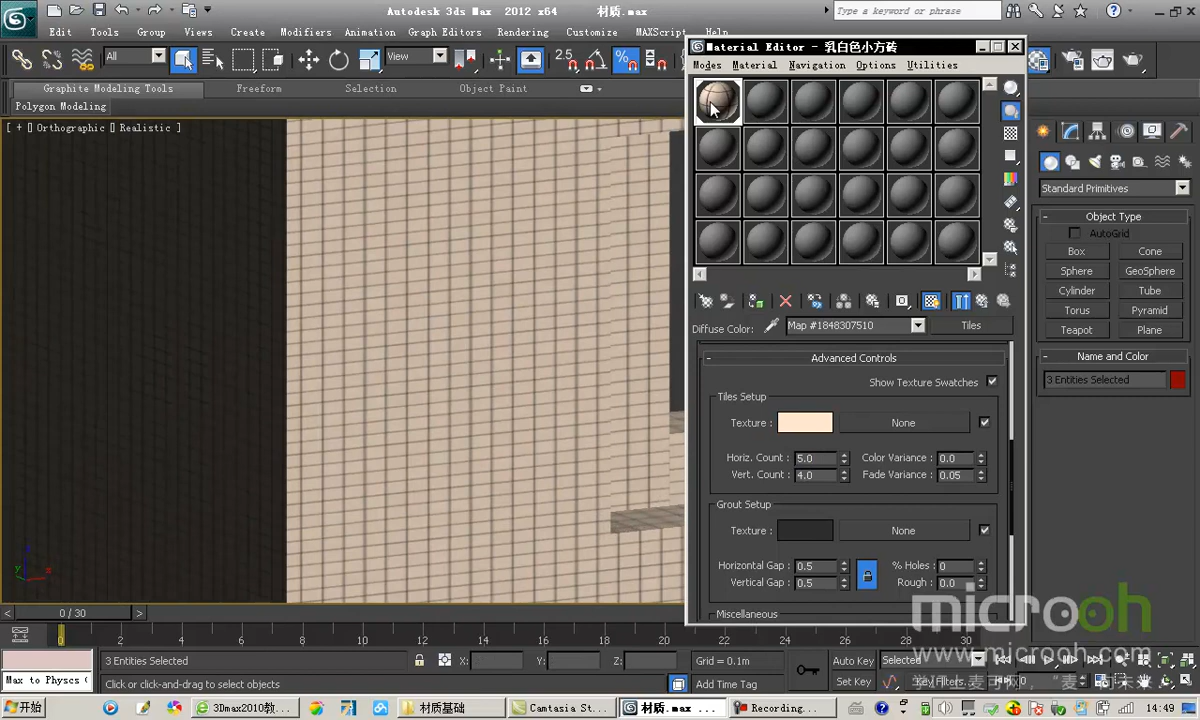 Autodesk 3ds Max 2012 x64 材质.max
Type a keyword or phrase
Edit Tools Group Views Create Modifiers Animation Graph Editors Rendering Customize MAXScript Help
All
View
2.5
Graphite Modeling Tools Freeform Selection Object Paint
Polygon Modeling
[ + [] Orthographic [] Realistic ]
Material Editor - 乳白色小方砖
Modes Material Navigation Options Utilities
Diffuse Color: Map #1848307510 Tiles
Advanced Controls
Show Texture Swatches
Tiles Setup
Texture : None
Horiz. Count : 5.0 Color Variance : 0.0
Vert. Count : 4.0 Fade Variance : 0.05
Grout Setup
Texture : None
Horizontal Gap : 0.5 % Holes : 0
Vertical Gap : 0.5 Rough : 0.0
Miscellaneous
Standard Primitives
Object Type
AutoGrid
Box Cone
Sphere GeoSphere
Cylinder Tube
Torus Pyramid
Teapot Plane
Name and Color
3 Entities Selected
microoh
www.microoh.com
0 / 30
0 2 4 6 8 10 12 14 16 18 20 22 24 26 28 30
3 Entities Selected X: Y: Z: Grid = 0.1m Auto Key Selected
Max to Physcs ( Click or click-and-drag to select objects Add Time Tag Set Key Key Filters... 0
开始 3Dmax2010教... 材质基础 Camtasia St... 材质.max ... Recording... 14:49